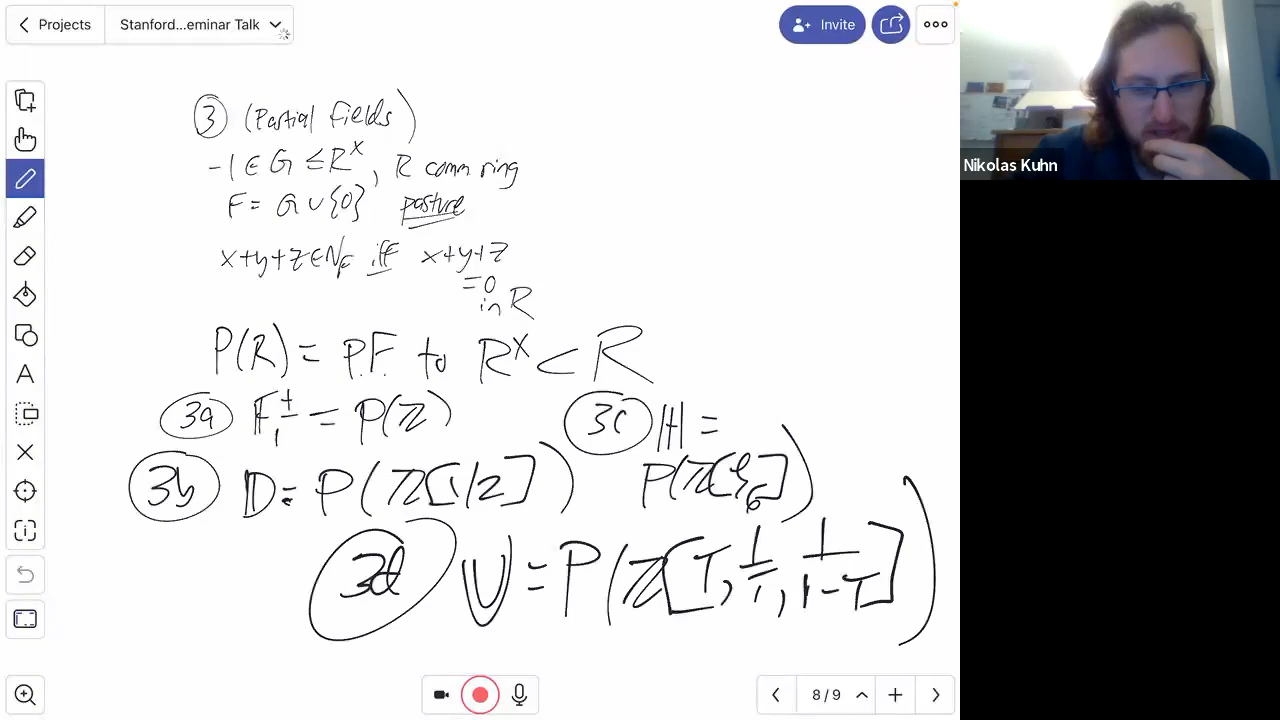 Projects
Stanford...eminar Talk
Invite
Nikolas Kuhn
③ (Partial Fields)
-1 ∈ G ≤ R^×, R comm ring
F = G ∪ {0} pasture
x+y+z ∈ N_F iff x+y+z
=0
in R
P(R) = P.F. to R^× ⊂ R
3a F_1^± = P(ℤ)
3c ℍ =
P(ℤ[ζ_6])
3b 𝔻 = P(ℤ[1/2])
3d 𝕌 = P(ℤ[T, 1/T, 1/(1-T)])
A
8/9